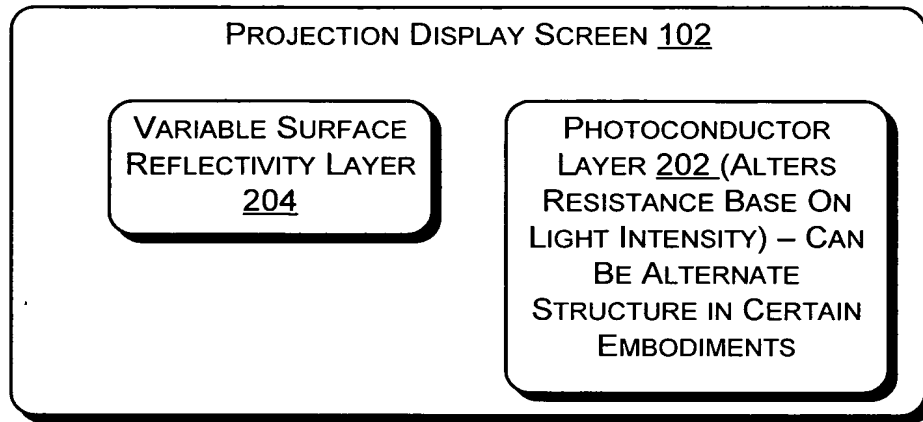 PROJECTION DISPLAY SCREEN 102
VARIABLE SURFACE
REFLECTIVITY LAYER
204
PHOTOCONDUCTOR
LAYER 202 (ALTERS
RESISTANCE BASE ON
LIGHT INTENSITY) – CAN
BE ALTERNATE
STRUCTURE IN CERTAIN
EMBODIMENTS